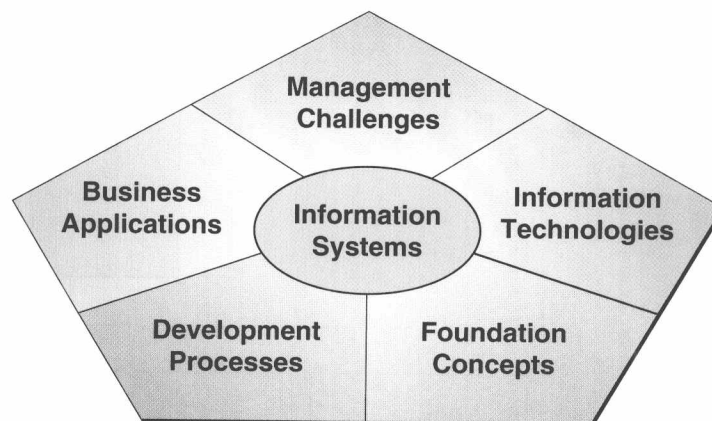 Management
Challenges
Business
Applications
Information
Systems
Information
Technologies
Development
Processes
Foundation
Concepts